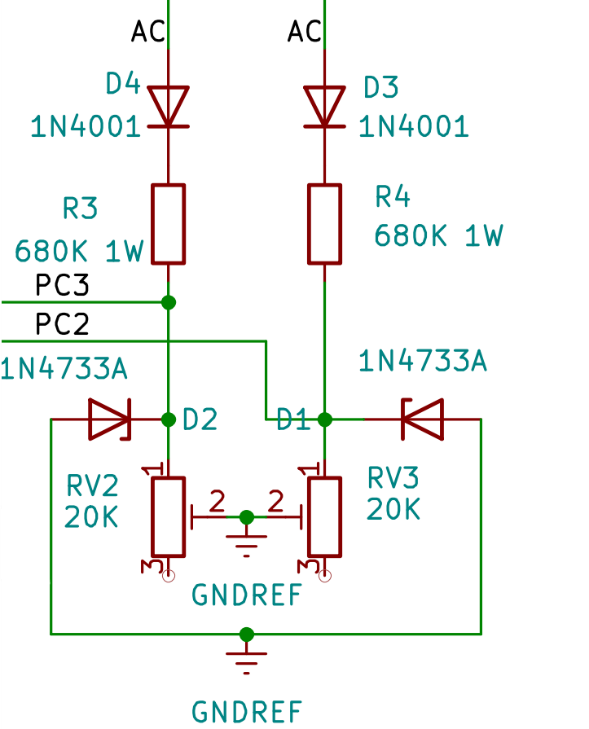 AC
AC
D4
1N4001
D3
1N4001
R3
680K 1W
R4
680K 1W
PC3
PC2
1N4733A
1N4733A
D2
D1
1
1
RV2
20K
2
2
RV3
20K
3
3
GNDREF
GNDREF